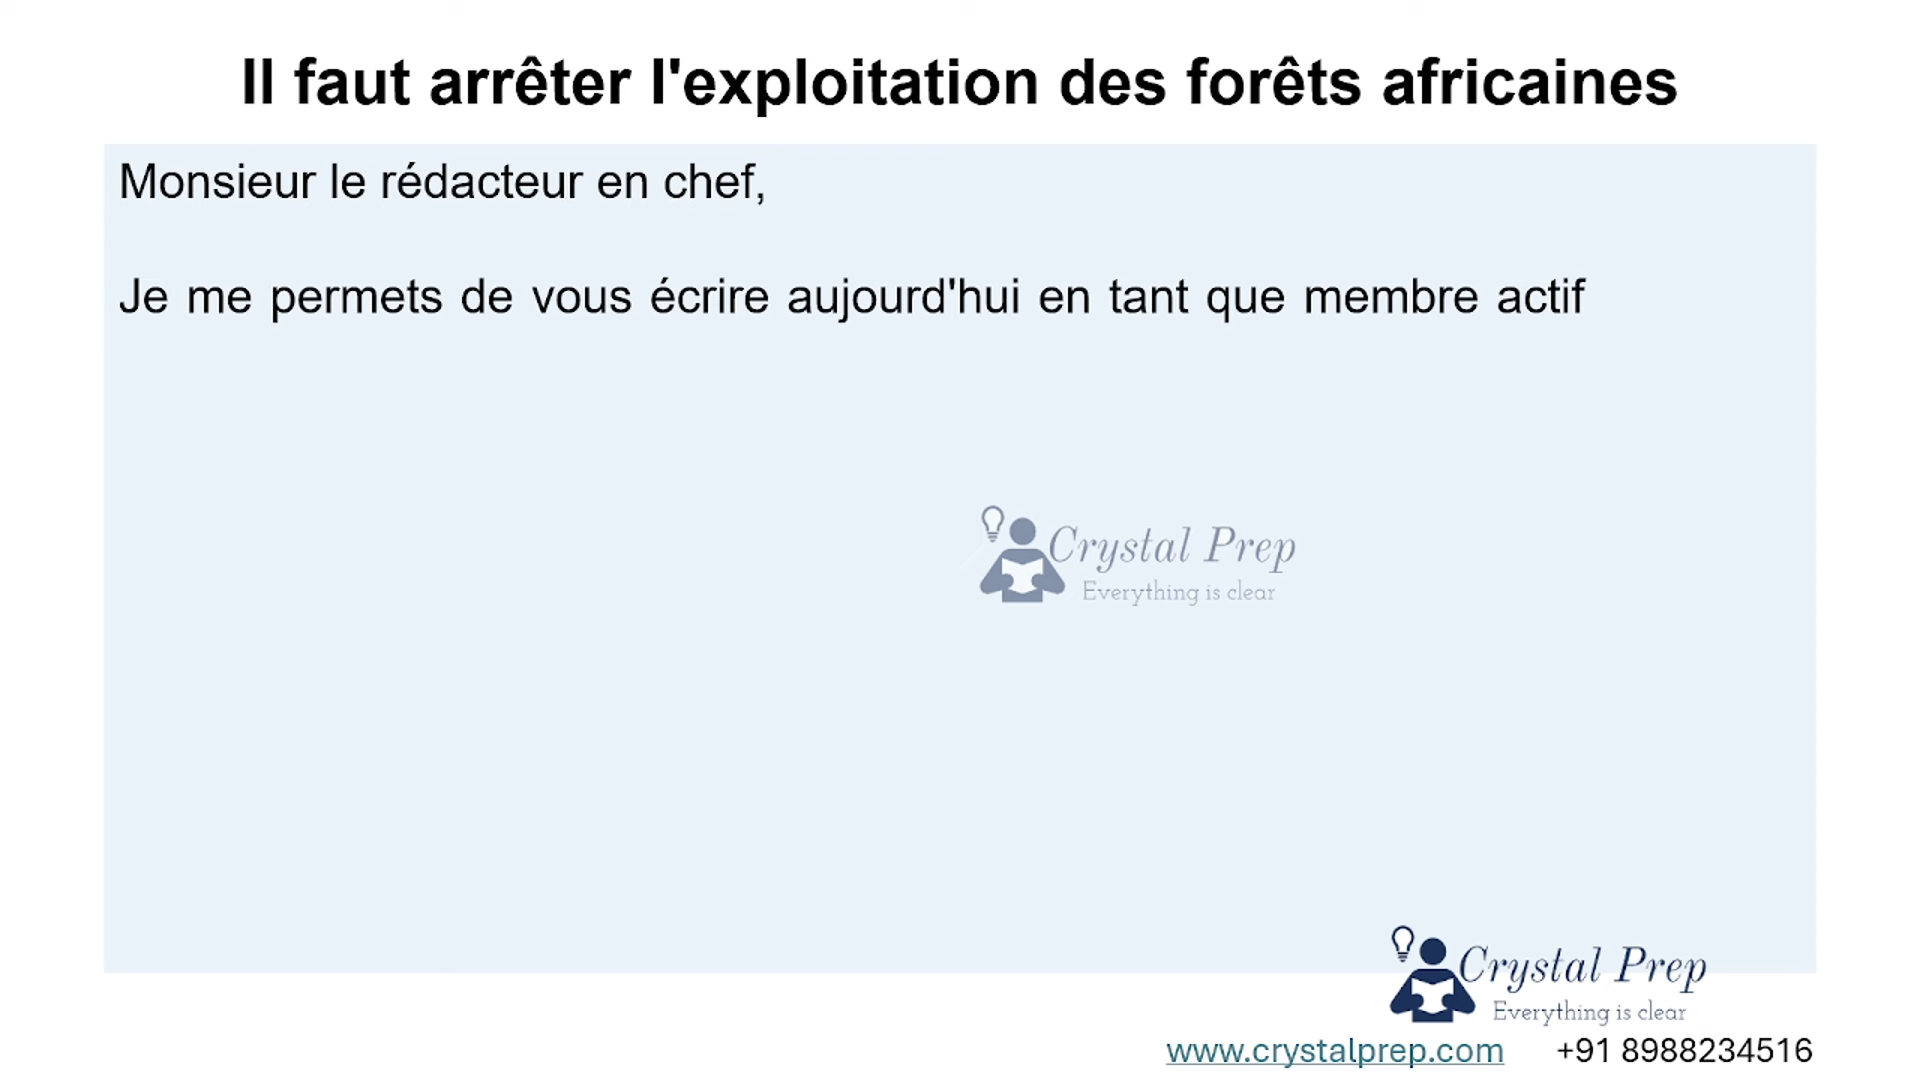 Il faut arrêter l'exploitation des forêts africaines
Monsieur le rédacteur en chef,
Je me permets de vous écrire aujourd'hui en tant que membre actif
Crystal Prep
Everything is clear
Crystal Prep
Everything is clear
www.crystalprep.com +91 8988234516